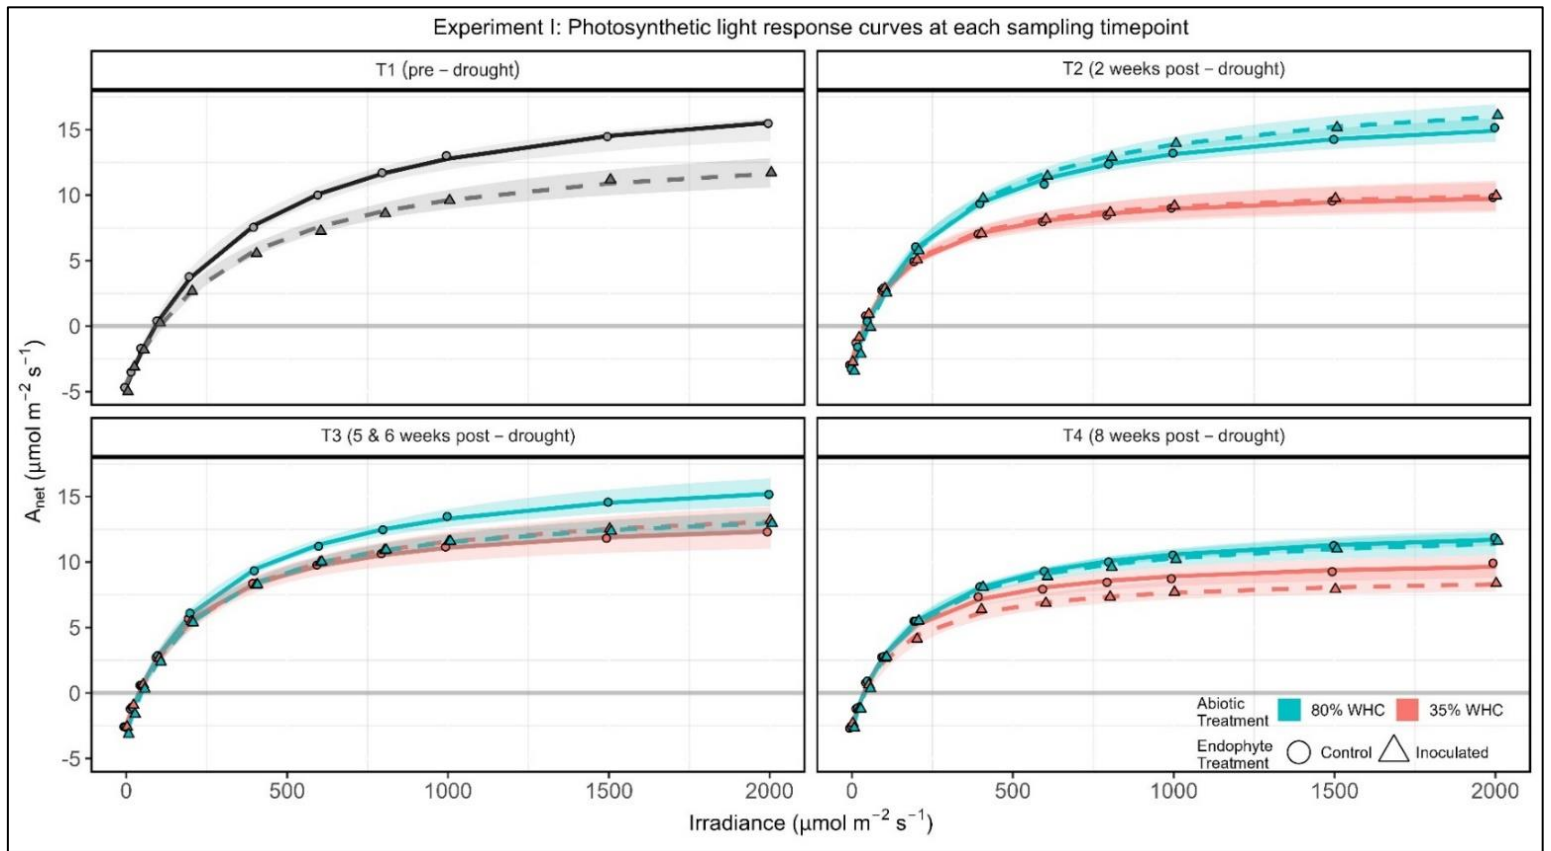 Experiment I: Photosynthetic light response curves at each sampling timepoint
T1 (pre – drought)
T2 (2 weeks post – drought)
15
10
5
0
-5
T3 (5 & 6 weeks post – drought)
T4 (8 weeks post – drought)
15
10
5
0
-5
Anet (μmol m−2 s−1)
Abiotic
Treatment
80% WHC
35% WHC
Endophyte
Treatment
Control
Inoculated
0 500 1000 1500 2000
0 500 1000 1500 2000
Irradiance (μmol m−2 s−1)